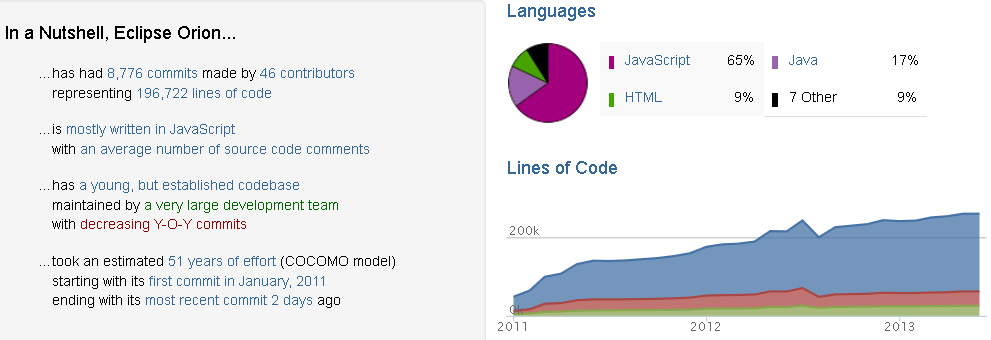 In a Nutshell, Eclipse Orion...
...has had 8,776 commits made by 46 contributors
representing 196,722 lines of code
...is mostly written in JavaScript
with an average number of source code comments
...has a young, but established codebase
maintained by a very large development team
with decreasing Y-O-Y commits
...took an estimated 51 years of effort (COCOMO model)
starting with its first commit in January, 2011
ending with its most recent commit 2 days ago
Languages
JavaScript 65% Java 17%
HTML 9% 7 Other 9%
Lines of Code
200k
0k
2011 2012 2013